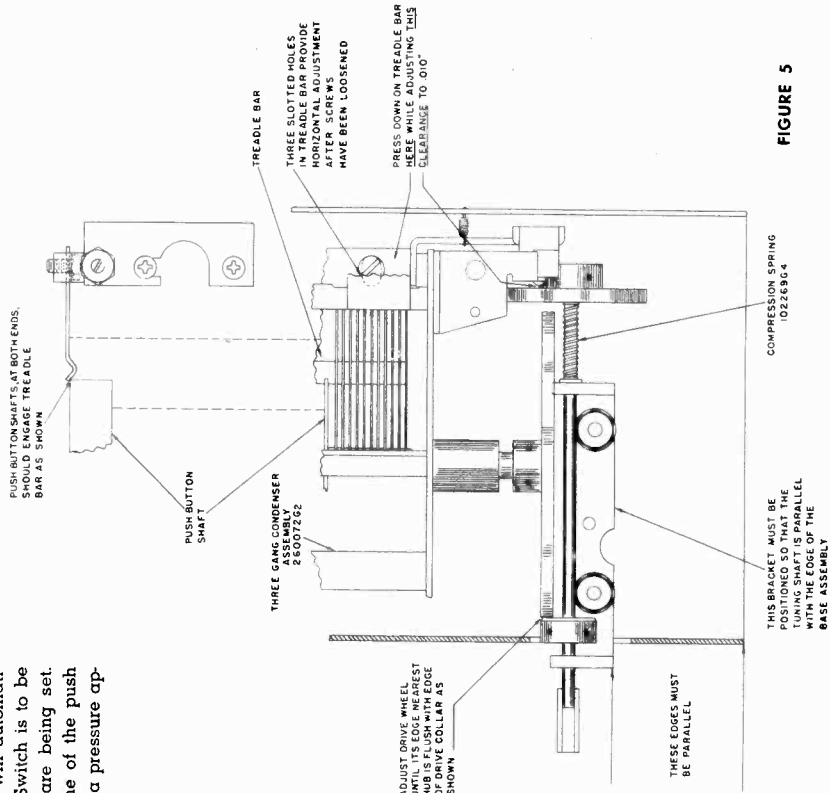 will automati-
Switch is to be
are being set.
ne of the push
a pressure ap-
PUSH BUTTON SHAFTS, AT BOTH ENDS,
SHOULD ENGAGE TREADLE
BAR AS SHOWN
PUSH BUTTON
SHAFT
THREE GANG CONDENSER
ASSEMBLY
260072G2
ADJUST DRIVE WHEEL
UNTIL ITS EDGE NEAREST
HUB IS FLUSH WITH EDGE
OF DRIVE COLLAR AS
SHOWN
THESE EDGES MUST
BE PARALLEL
TREADLE BAR
THREE SLOTTED HOLES
IN TREADLE BAR PROVIDE
HORIZONTAL ADJUSTMENT
AFTER SCREWS
HAVE BEEN LOOSENED
PRESS DOWN ON TREADLE BAR
HERE WHILE ADJUSTING THIS
CLEARANCE TO .010"
COMPRESSION SPRING
102269G4
THIS BRACKET MUST BE
POSITIONED SO THAT THE
TUNING SHAFT IS PARALLEL
WITH THE EDGE OF THE
BASE ASSEMBLY
FIGURE 5